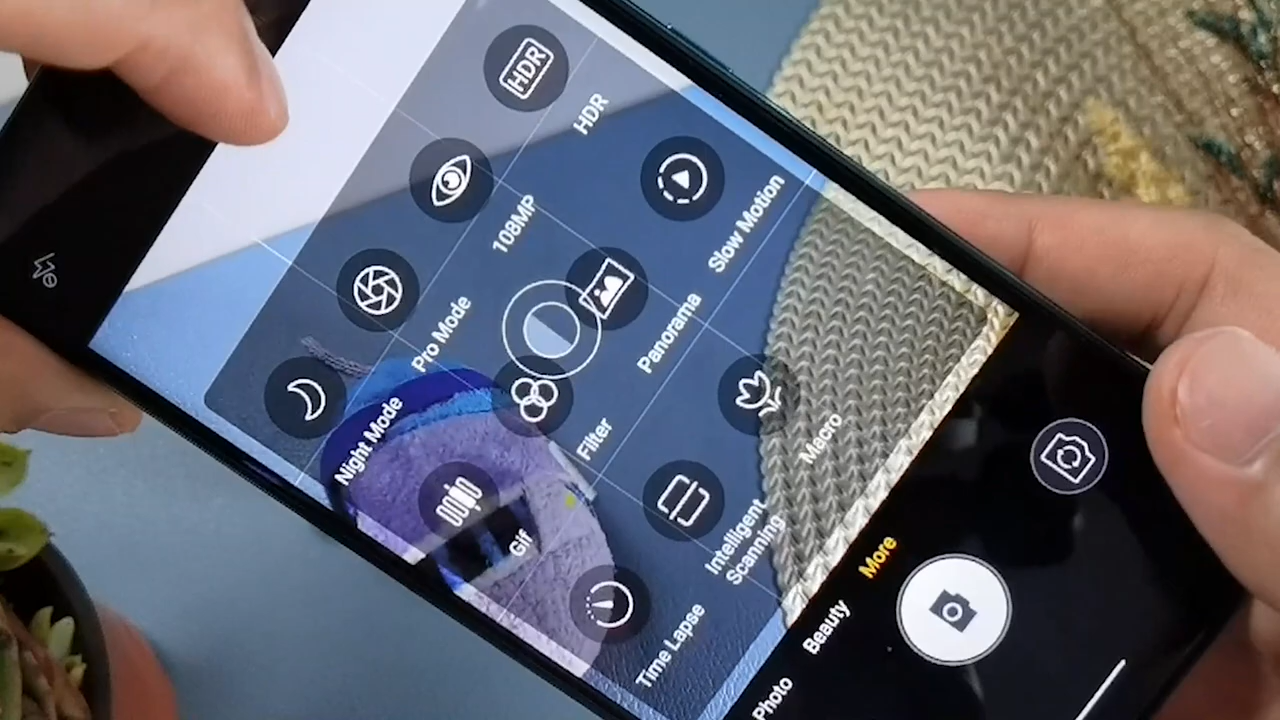 HDR
Night Mode
Pro Mode
108MP
HDR
Gif
Filter
Panorama
Slow Motion
Time Lapse
Intelligent
Scanning
Macro
Photo Beauty More